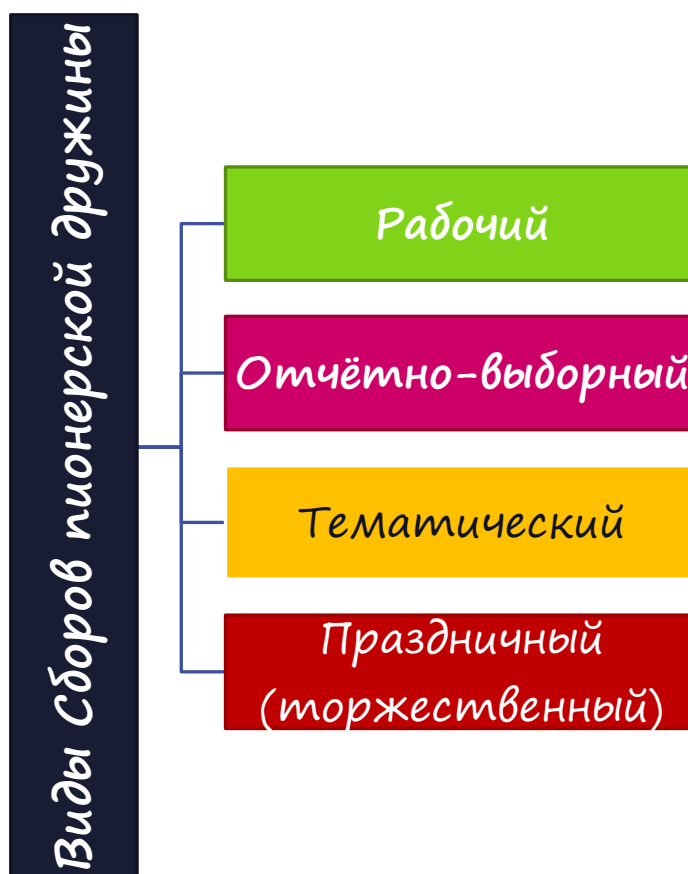 Виды Сборов пионерской дружины
Рабочий
Отчётно-выборный
Тематический
Праздничный
(торжественный)